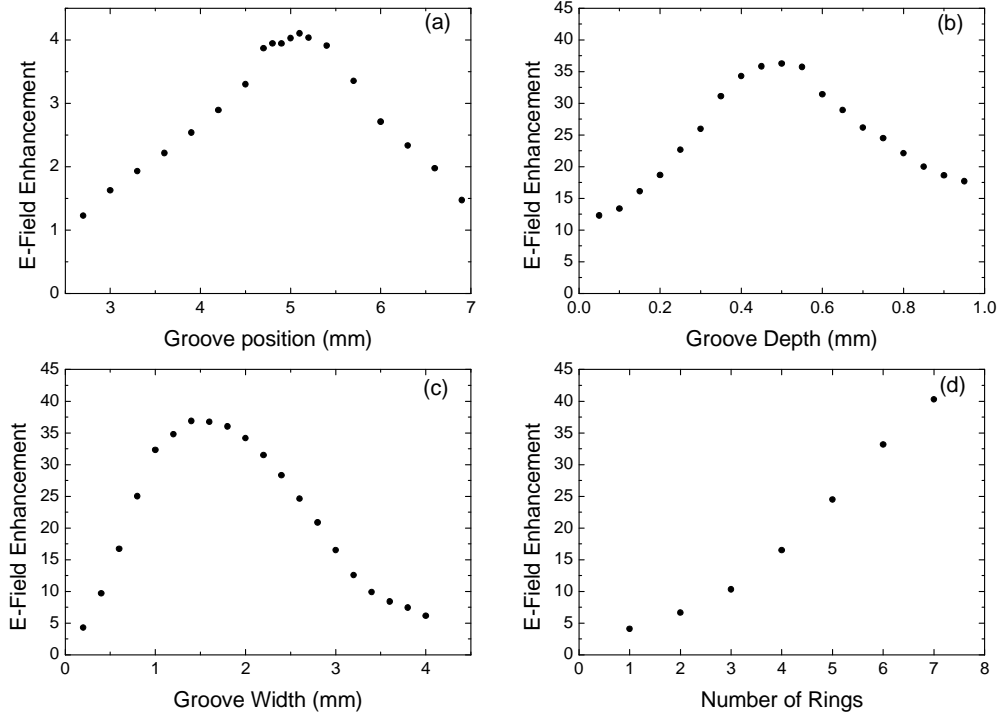 (a)
E-Field Enhancement
4
3
2
1
0
3 4 5 6 7
Groove position (mm)
(b)
E-Field Enhancement
45
40
35
30
25
20
15
10
5
0
0.0 0.2 0.4 0.6 0.8 1.0
Groove Depth (mm)
(c)
E-Field Enhancement
45
40
35
30
25
20
15
10
5
0
0 1 2 3 4
Groove Width (mm)
(d)
E-Field Enhancement
45
40
35
30
25
20
15
10
5
0
0 1 2 3 4 5 6 7 8
Number of Rings